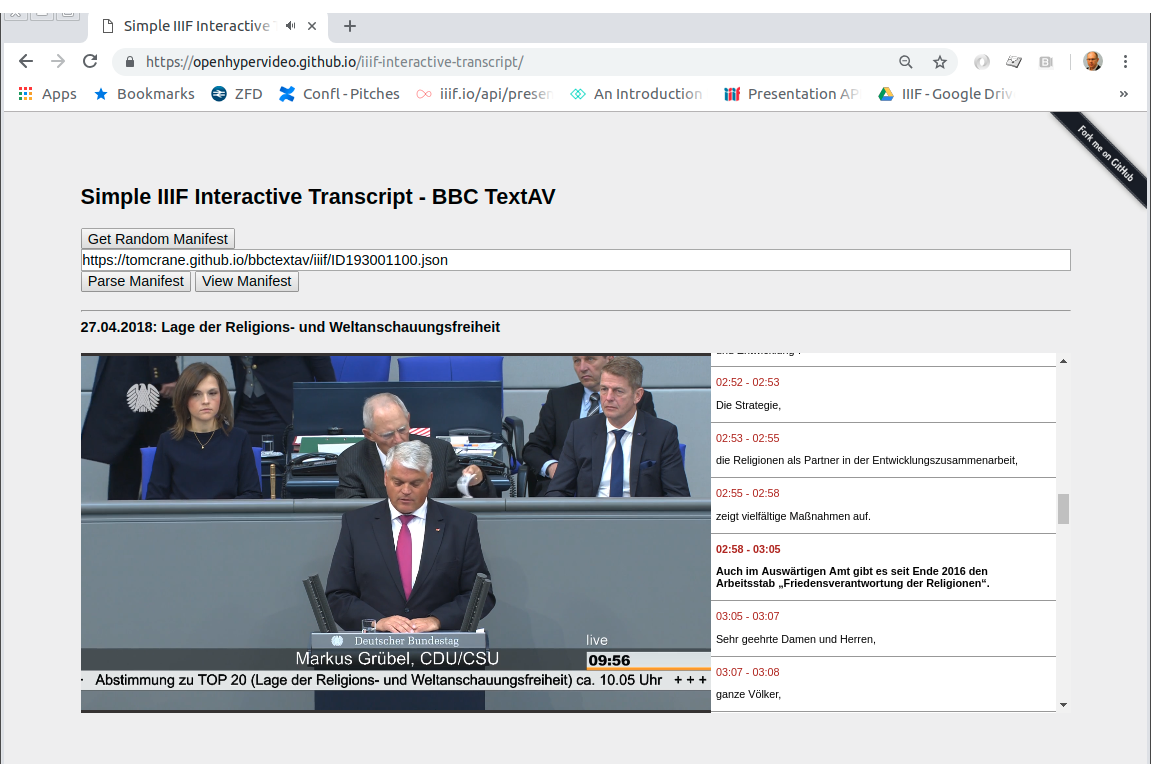 Simple IIIF Interactive
https://openhypervideo.github.io/iiif-interactive-transcript/
Apps Bookmarks ZFD Confl-Pitches iiif.io/api/presen An Introduction Presentation AP IIIF - Google Driv »
Fork me on GitHub
Simple IIIF Interactive Transcript - BBC TextAV
Get Random Manifest
https://tomcrane.github.io/bbctextav/iiif/ID193001100.json
Parse Manifest View Manifest
27.04.2018: Lage der Religions- und Weltanschauungsfreiheit
Deutscher Bundestag
live
Markus Grübel, CDU/CSU
09:56
Abstimmung zu TOP 20 (Lage der Religions- und Weltanschauungsfreiheit) ca. 10.05 Uhr + + +
02:52 - 02:53
Die Strategie,
02:53 - 02:55
die Religionen als Partner in der Entwicklungszusammenarbeit,
02:55 - 02:58
zeigt vielfältige Maßnahmen auf.
02:58 - 03:05
Auch im Auswärtigen Amt gibt es seit Ende 2016 den
Arbeitsstab „Friedensverantwortung der Religionen“.
03:05 - 03:07
Sehr geehrte Damen und Herren,
03:07 - 03:08
ganze Völker,